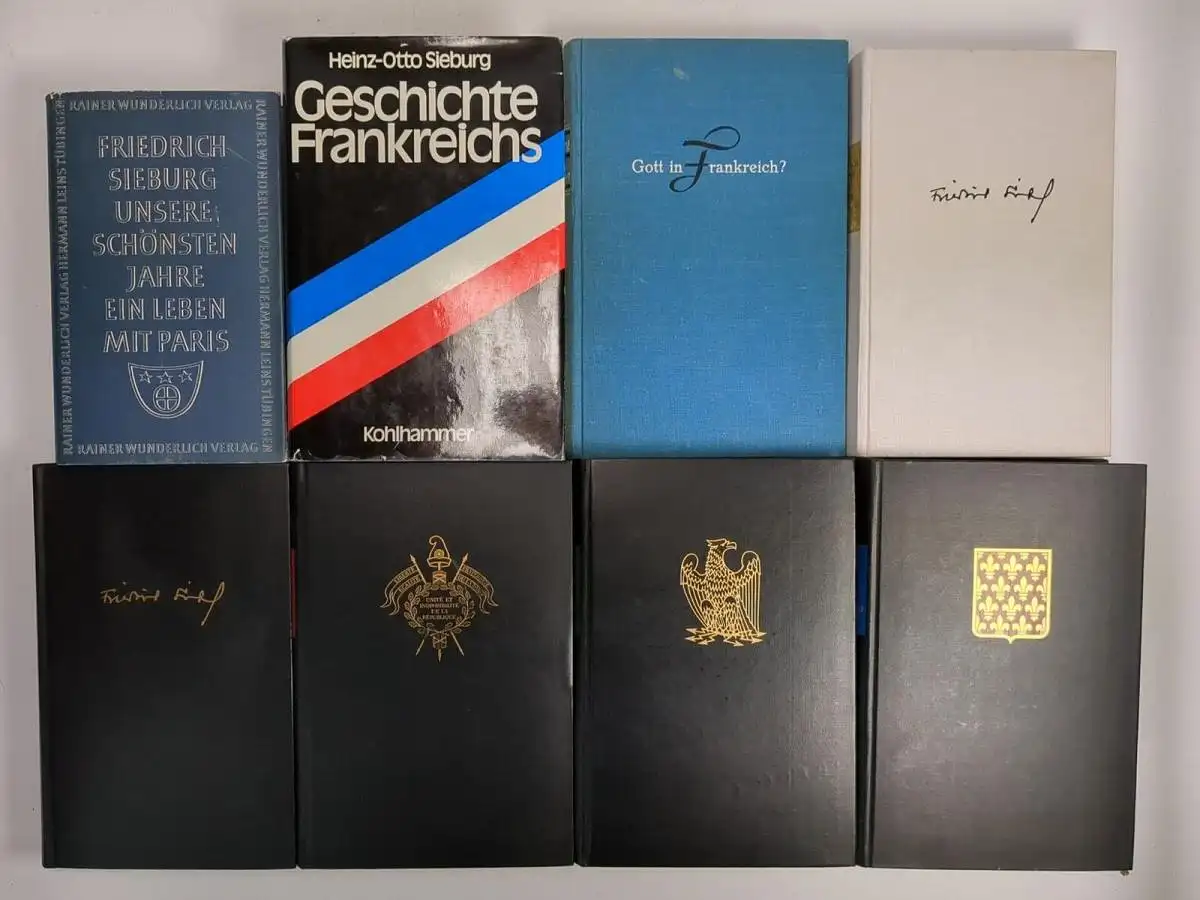 RAINER WUNDERLICH VERLAG
RAINER WUNDERLICH VERLAG HERMANN LEINS TÜBINGEN
FRIEDRICH
SIEBURG
UNSERE
SCHÖNSTEN
JAHRE
EIN LEBEN
MIT PARIS
RAINER WUNDERLICH VERLAG HERMANN LEINS TÜBINGEN
RAINER WUNDERLICH VERLAG
Heinz-Otto Sieburg
Geschichte
Frankreichs
Kohlhammer
Gott in Frankreich?
UNITÉ ET
INDIVISIBILITÉ
DE LA
RÉPUBLIQUE